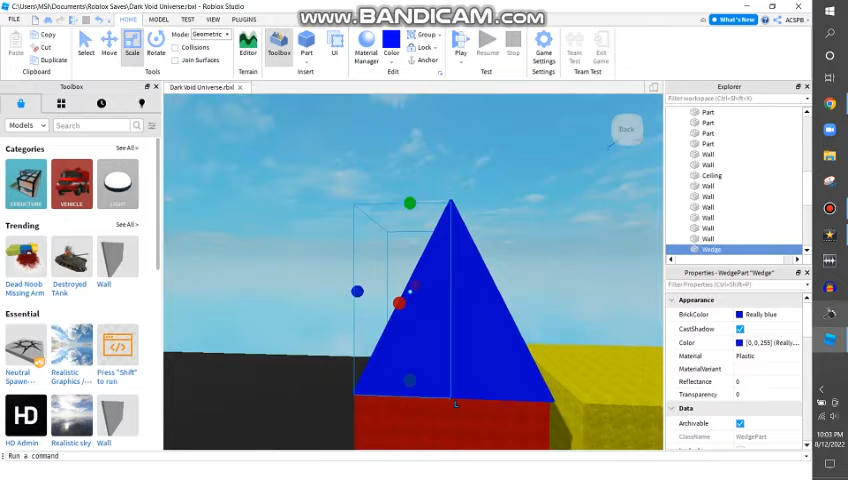 C:\Users\MSI\Documents\Roblox Saves\Dark Void Universe.rbxl - Roblox Studio
www.BANDICAM.com
FILE HOME MODEL TEST VIEW PLUGINS
What's New ACSPB
Paste Copy Cut Duplicate Clipboard
Select Move Scale Rotate Mode: Geometric Collisions Join Surfaces Tools
Editor Terrain
Toolbox Part UI Insert
Material Manager Color Group Lock Anchor Edit
Play Resume Stop Test
Game Settings Settings
Team Test Exit Game Team Test
Toolbox
Models Search
Categories See All >
STRUCTURE VEHICLE LIGHT
Trending See All >
Dead Noob Missing Arm
Destroyed TAnk
Wall
Essential See All >
Neutral Spawn...
Realistic Graphics /...
Press "Shift" to run
HD
HD Admin
Realistic sky
Wall
Dark Void Universe.rbxl
Back
L
Explorer
Filter workspace (Ctrl+Shift+X)
Part
Part
Part
Part
Wall
Wall
Ceiling
Wall
Wall
Wall
Wall
Wall
Wall
Wedge
Properties - WedgePart "Wedge"
Filter Properties (Ctrl+Shift+P)
Appearance
BrickColor Really blue
CastShadow
Color [0,0,255] (Really...
Material Plastic
MaterialVariant
Reflectance 0
Transparency 0
Data
Archivable
ClassName WedgePart
Run a command
10:03 PM
8/12/2022